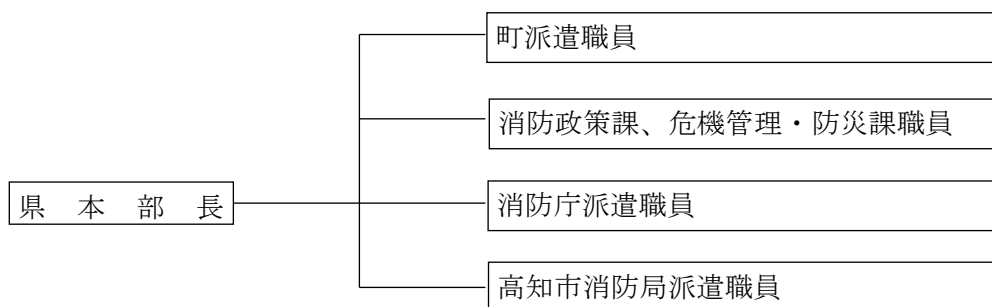 町派遣職員
消防政策課、危機管理・防災課職員
県本部長
消防庁派遣職員
高知市消防局派遣職員